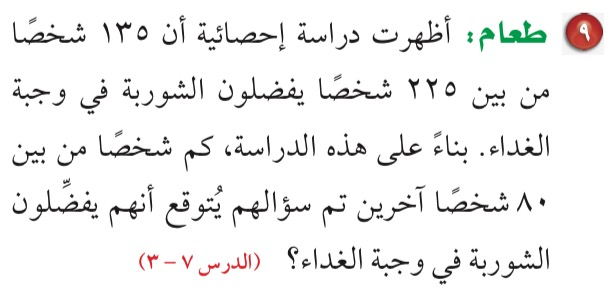 ٩ طعام: أظهرت دراسة إحصائية أن ١٣٥ شخصًا
من بين ٢٢٥ شخصًا يفضلون الشوربة في وجبة
الغداء. بناءً على هذه الدراسة، كم شخصًا من بين
٨٠ شخصًا آخرين تم سؤالهم يُتوقع أنهم يفضِّلون
الشوربة في وجبة الغداء؟ (الدرس ٧ – ٣)